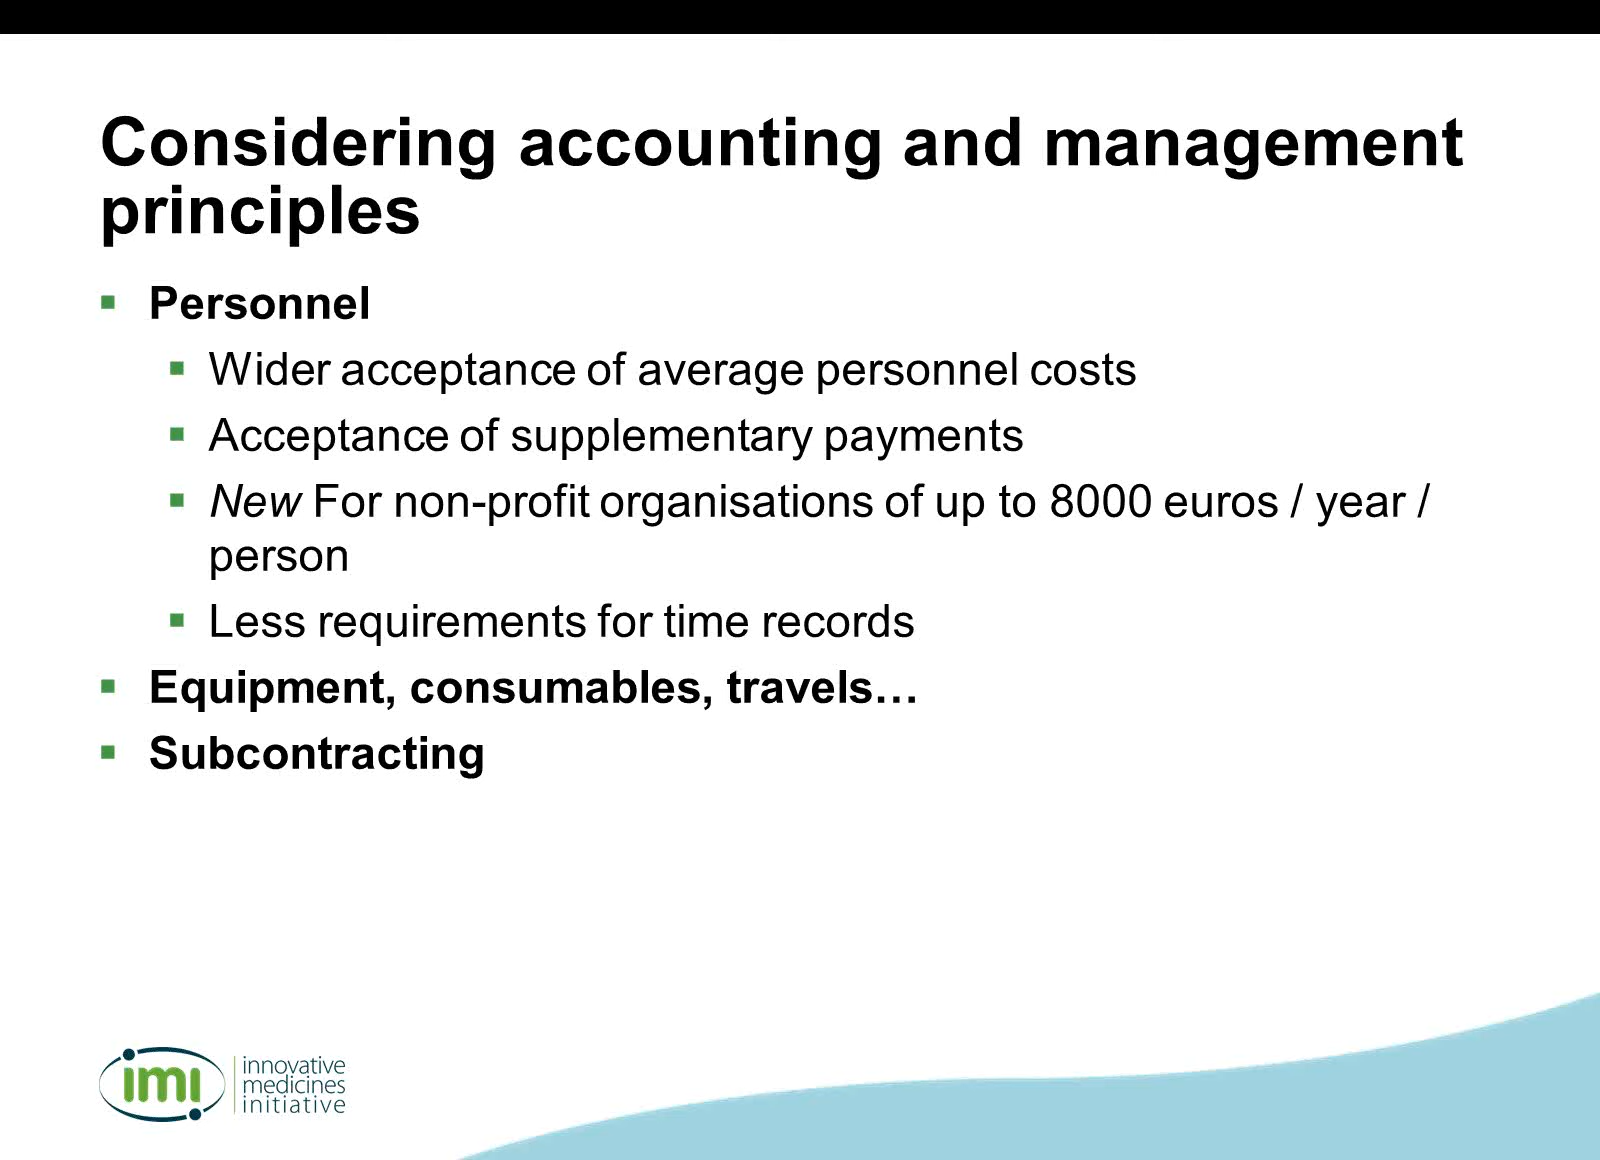 Considering accounting and management
principles
Personnel
Wider acceptance of average personnel costs
Acceptance of supplementary payments
New For non-profit organisations of up to 8000 euros / year /
person
Less requirements for time records
Equipment, consumables, travels…
Subcontracting
imi
innovative
medicines
initiative